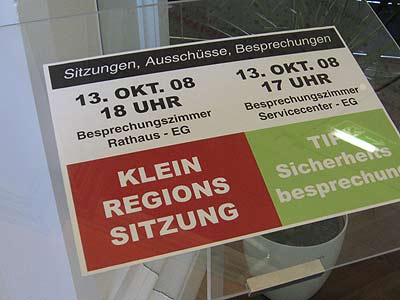 Sitzungen, Ausschüsse, Besprechungen
13. OKT. 08
18 UHR
Besprechungszimmer
Rathaus - EG
13. OKT. 08
17 UHR
Besprechungszimmer
Servicecenter - EG
KLEIN
REGIONS
SITZUNG
Sicherheits
besprechung